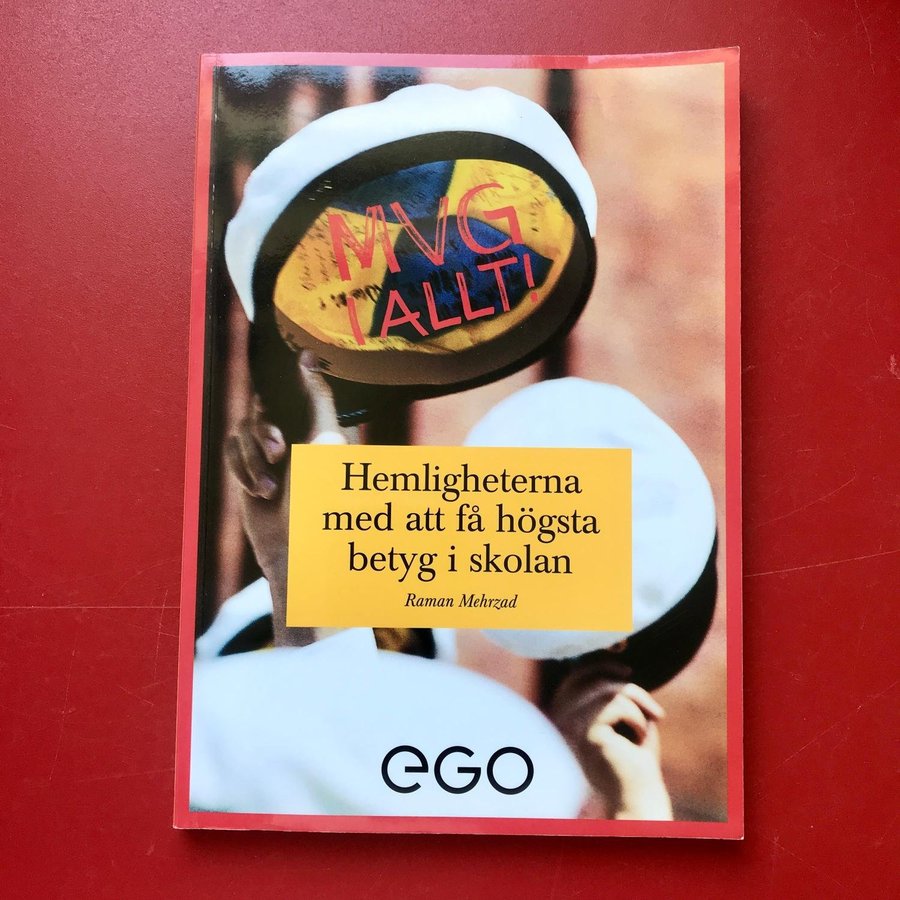 MVG
I ALLT!
Hemligheterna
med att få högsta
betyg i skolan
Raman Mehrzad
eGO